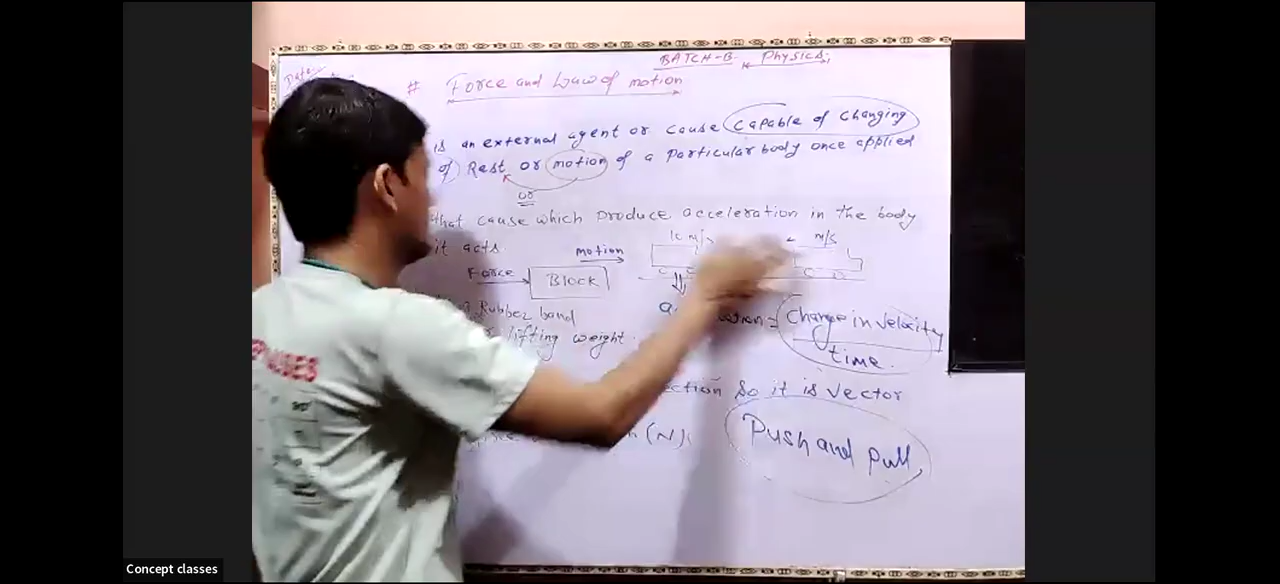 BATCH-B Physics
Date
# Force and Law of motion
is an external agent or cause capable of changing
of Rest or motion of a particular body once applied
or
that cause which produce acceleration in the body
it acts
m/s
motion
Force Block
Rubber band
lifting weight.
= Change in velocity
time.
So it is vector
(N).
Push and pull
Concept classes